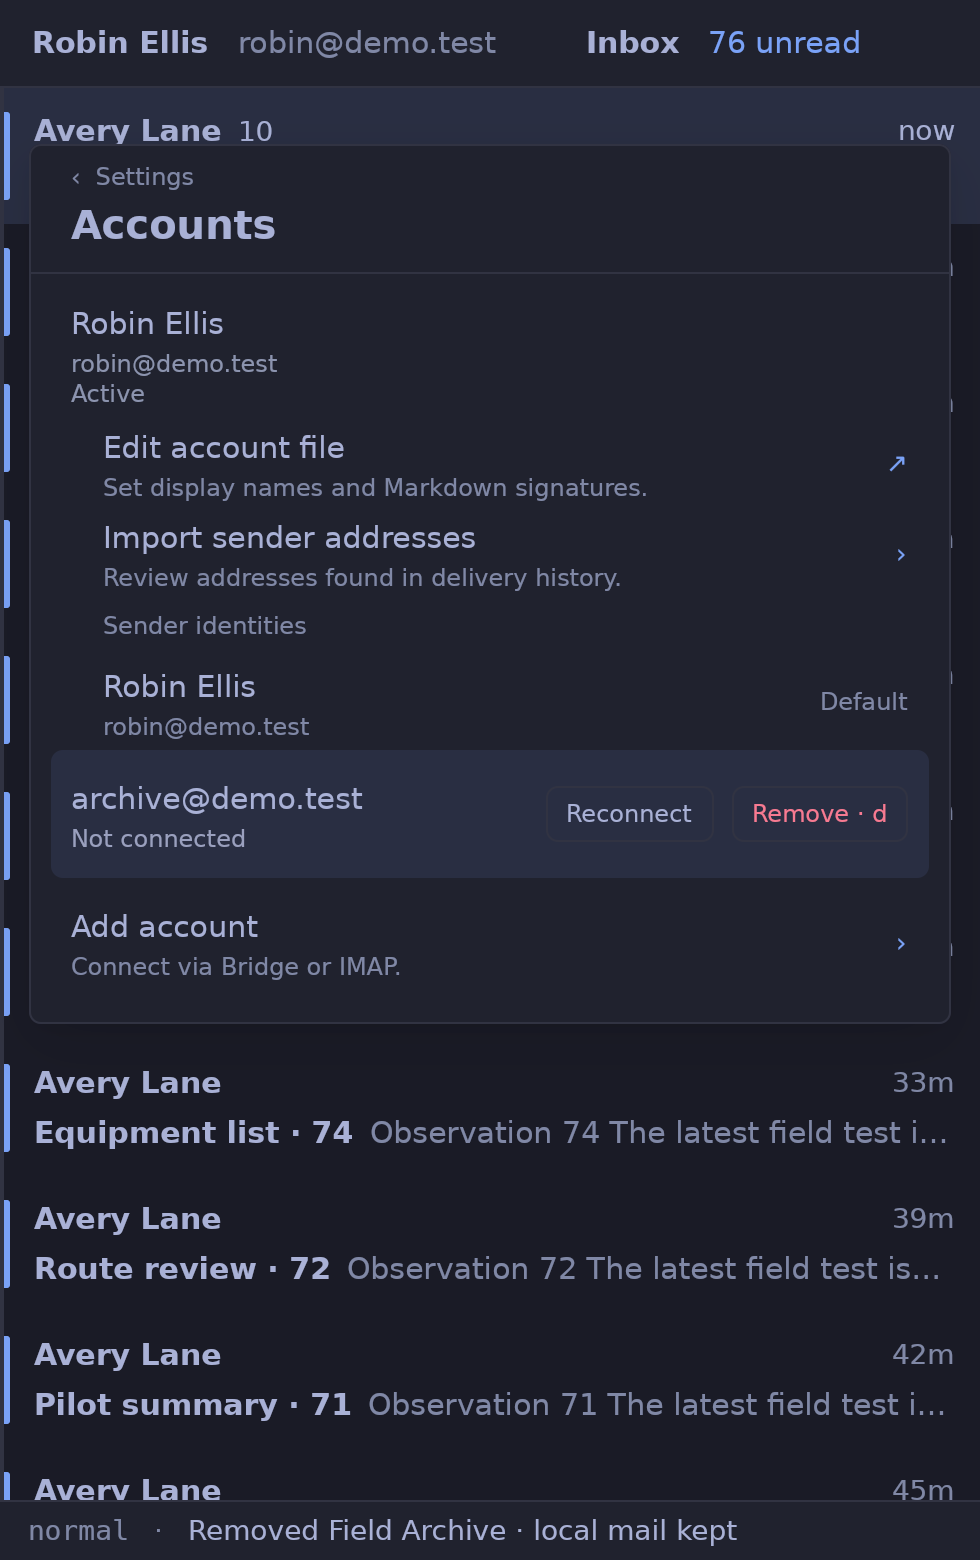 Robin Ellis robin@demo.test Inbox 76 unread
Avery Lane 10 now
‹ Settings
Accounts
Robin Ellis
robin@demo.test
Active
Edit account file ↗
Set display names and Markdown signatures.
Import sender addresses ›
Review addresses found in delivery history.
Sender identities
Robin Ellis Default
robin@demo.test
archive@demo.test Reconnect Remove · d
Not connected
Add account ›
Connect via Bridge or IMAP.
Avery Lane 33m
Equipment list · 74 Observation 74 The latest field test i…
Avery Lane 39m
Route review · 72 Observation 72 The latest field test is…
Avery Lane 42m
Pilot summary · 71 Observation 71 The latest field test i…
Avery Lane 45m
normal · Removed Field Archive · local mail kept